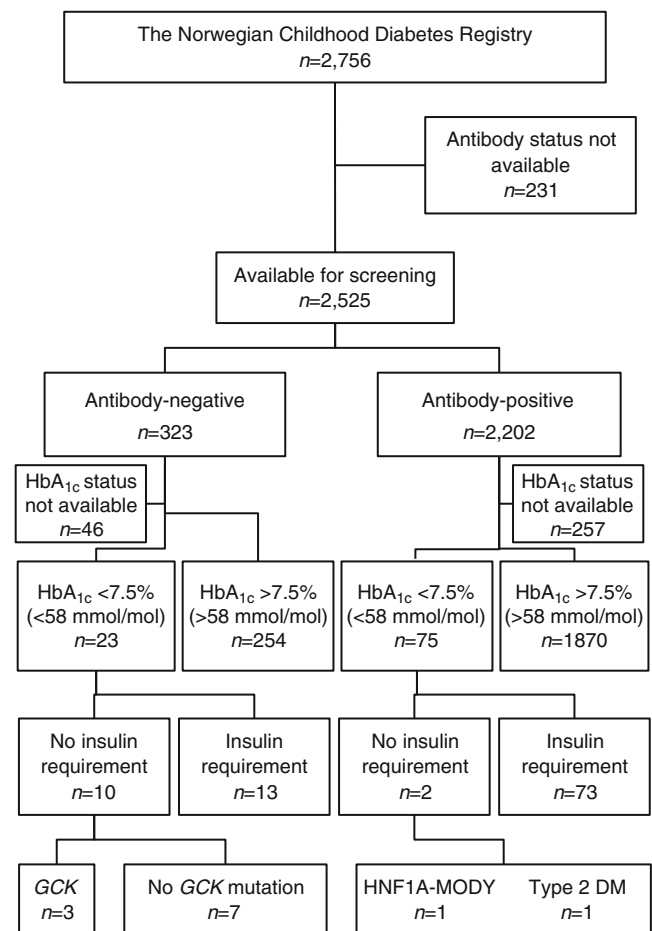 The Norwegian Childhood Diabetes Registry
n=2,756
Antibody status not
available
n=231
Available for screening
n=2,525
Antibody-negative
n=323
Antibody-positive
n=2,202
HbA1c status
not available
n=46
HbA1c status
not available
n=257
HbA1c <7.5%
(<58 mmol/mol)
n=23
HbA1c >7.5%
(>58 mmol/mol)
n=254
HbA1c <7.5%
(<58 mmol/mol)
n=75
HbA1c >7.5%
(>58 mmol/mol)
n=1870
No insulin
requirement
n=10
Insulin
requirement
n=13
No insulin
requirement
n=2
Insulin
requirement
n=73
GCK
n=3
No GCK mutation
n=7
HNF1A-MODY
n=1
Type 2 DM
n=1